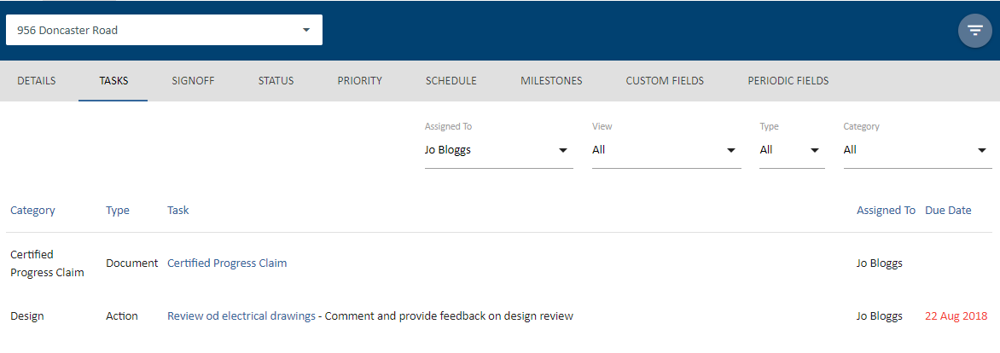 956 Doncaster Road
DETAILS TASKS SIGNOFF STATUS PRIORITY SCHEDULE MILESTONES CUSTOM FIELDS PERIODIC FIELDS
Assigned To View Type Category
Jo Bloggs All All All
Category Type Task Assigned To Due Date
Certified
Progress Claim Document Certified Progress Claim Jo Bloggs
Design Action Review od electrical drawings - Comment and provide feedback on design review Jo Bloggs 22 Aug 2018